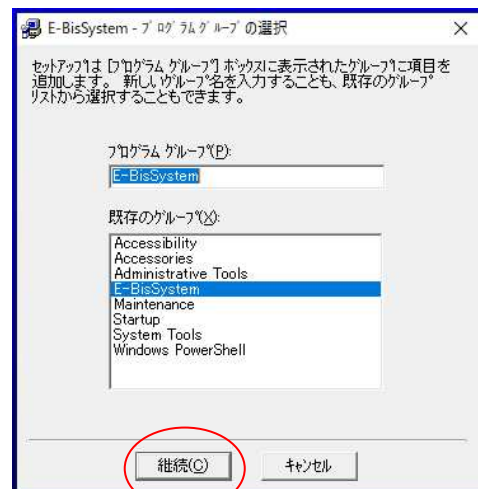 E-BisSystem - ﾌﾟﾛｸﾞﾗﾑ ｸﾞﾙｰﾌﾟの選択
ｾｯﾄｱｯﾌﾟは [ﾌﾟﾛｸﾞﾗﾑ ｸﾞﾙｰﾌﾟ] ﾎﾞｯｸｽに表示されたｸﾞﾙｰﾌﾟに項目を
追加します。 新しいｸﾞﾙｰﾌﾟ名を入力することも、既存のｸﾞﾙｰﾌﾟ
ﾘｽﾄから選択することもできます。
ﾌﾟﾛｸﾞﾗﾑ ｸﾞﾙｰﾌﾟ(P):
E-BisSystem
既存のｸﾞﾙｰﾌﾟ(X):
Accessibility
Accessories
Administrative Tools
E-BisSystem
Maintenance
Startup
System Tools
Windows PowerShell
継続(C)
ｷｬﾝｾﾙ